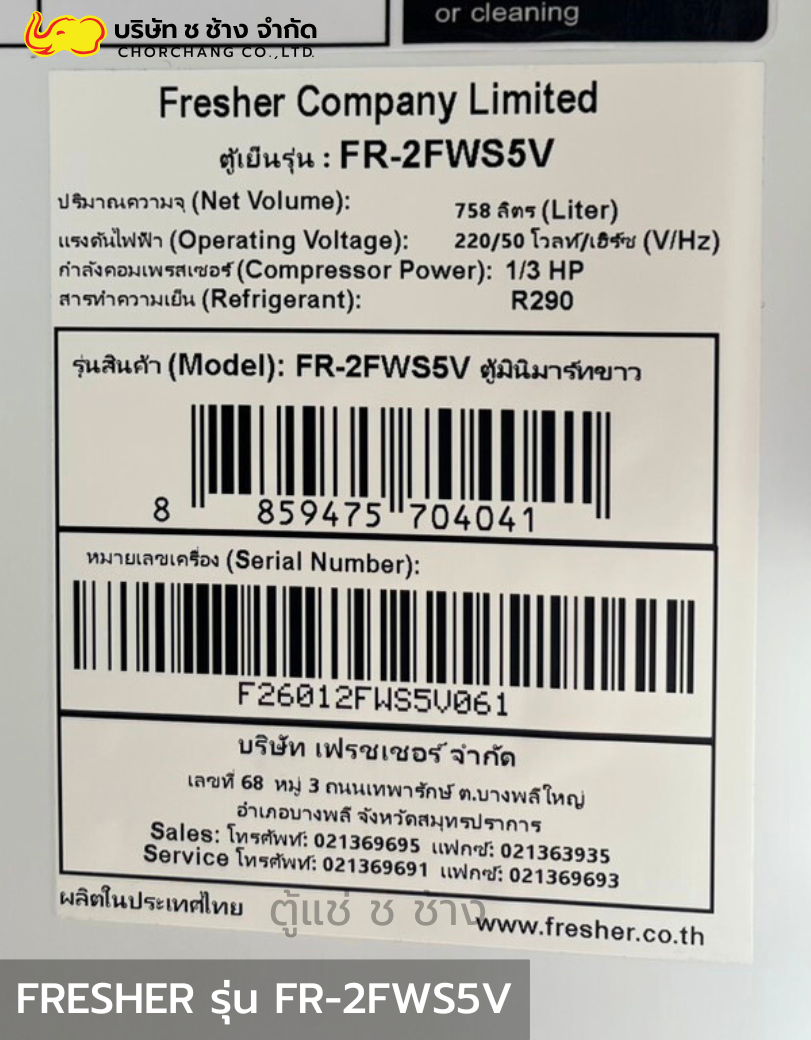 or cleaning
บริษัท ช ช้าง จำกัด
CHORCHANG CO.,LTD.
Fresher Company Limited
ตู้เย็นรุ่น : FR-2FWS5V
ปริมาณความจุ (Net Volume): 758 ลิตร (Liter)
แรงดันไฟฟ้า (Operating Voltage): 220/50 โวลท์/เฮิร์ซ (V/Hz)
กำลังคอมเพรสเซอร์ (Compressor Power): 1/3 HP
สารทำความเย็น (Refrigerant): R290
รุ่นสินค้า (Model): FR-2FWS5V ตู้มินิมาร์ทขาว
8 859475 704041
หมายเลขเครื่อง (Serial Number):
F26012FWS5V061
บริษัท เฟรชเชอร์ จำกัด
เลขที่ 68 หมู่ 3 ถนนเทพารักษ์ ต.บางพลีใหญ่
อำเภอบางพลี จังหวัดสมุทรปราการ
Sales: โทรศัพท์: 021369695 แฟกซ์: 021363935
Service โทรศัพท์: 021369691 แฟกซ์: 021369693
ผลิตในประเทศไทย
ตู้แช่ ช ช้าง
www.fresher.co.th
FRESHER รุ่น FR-2FWS5V